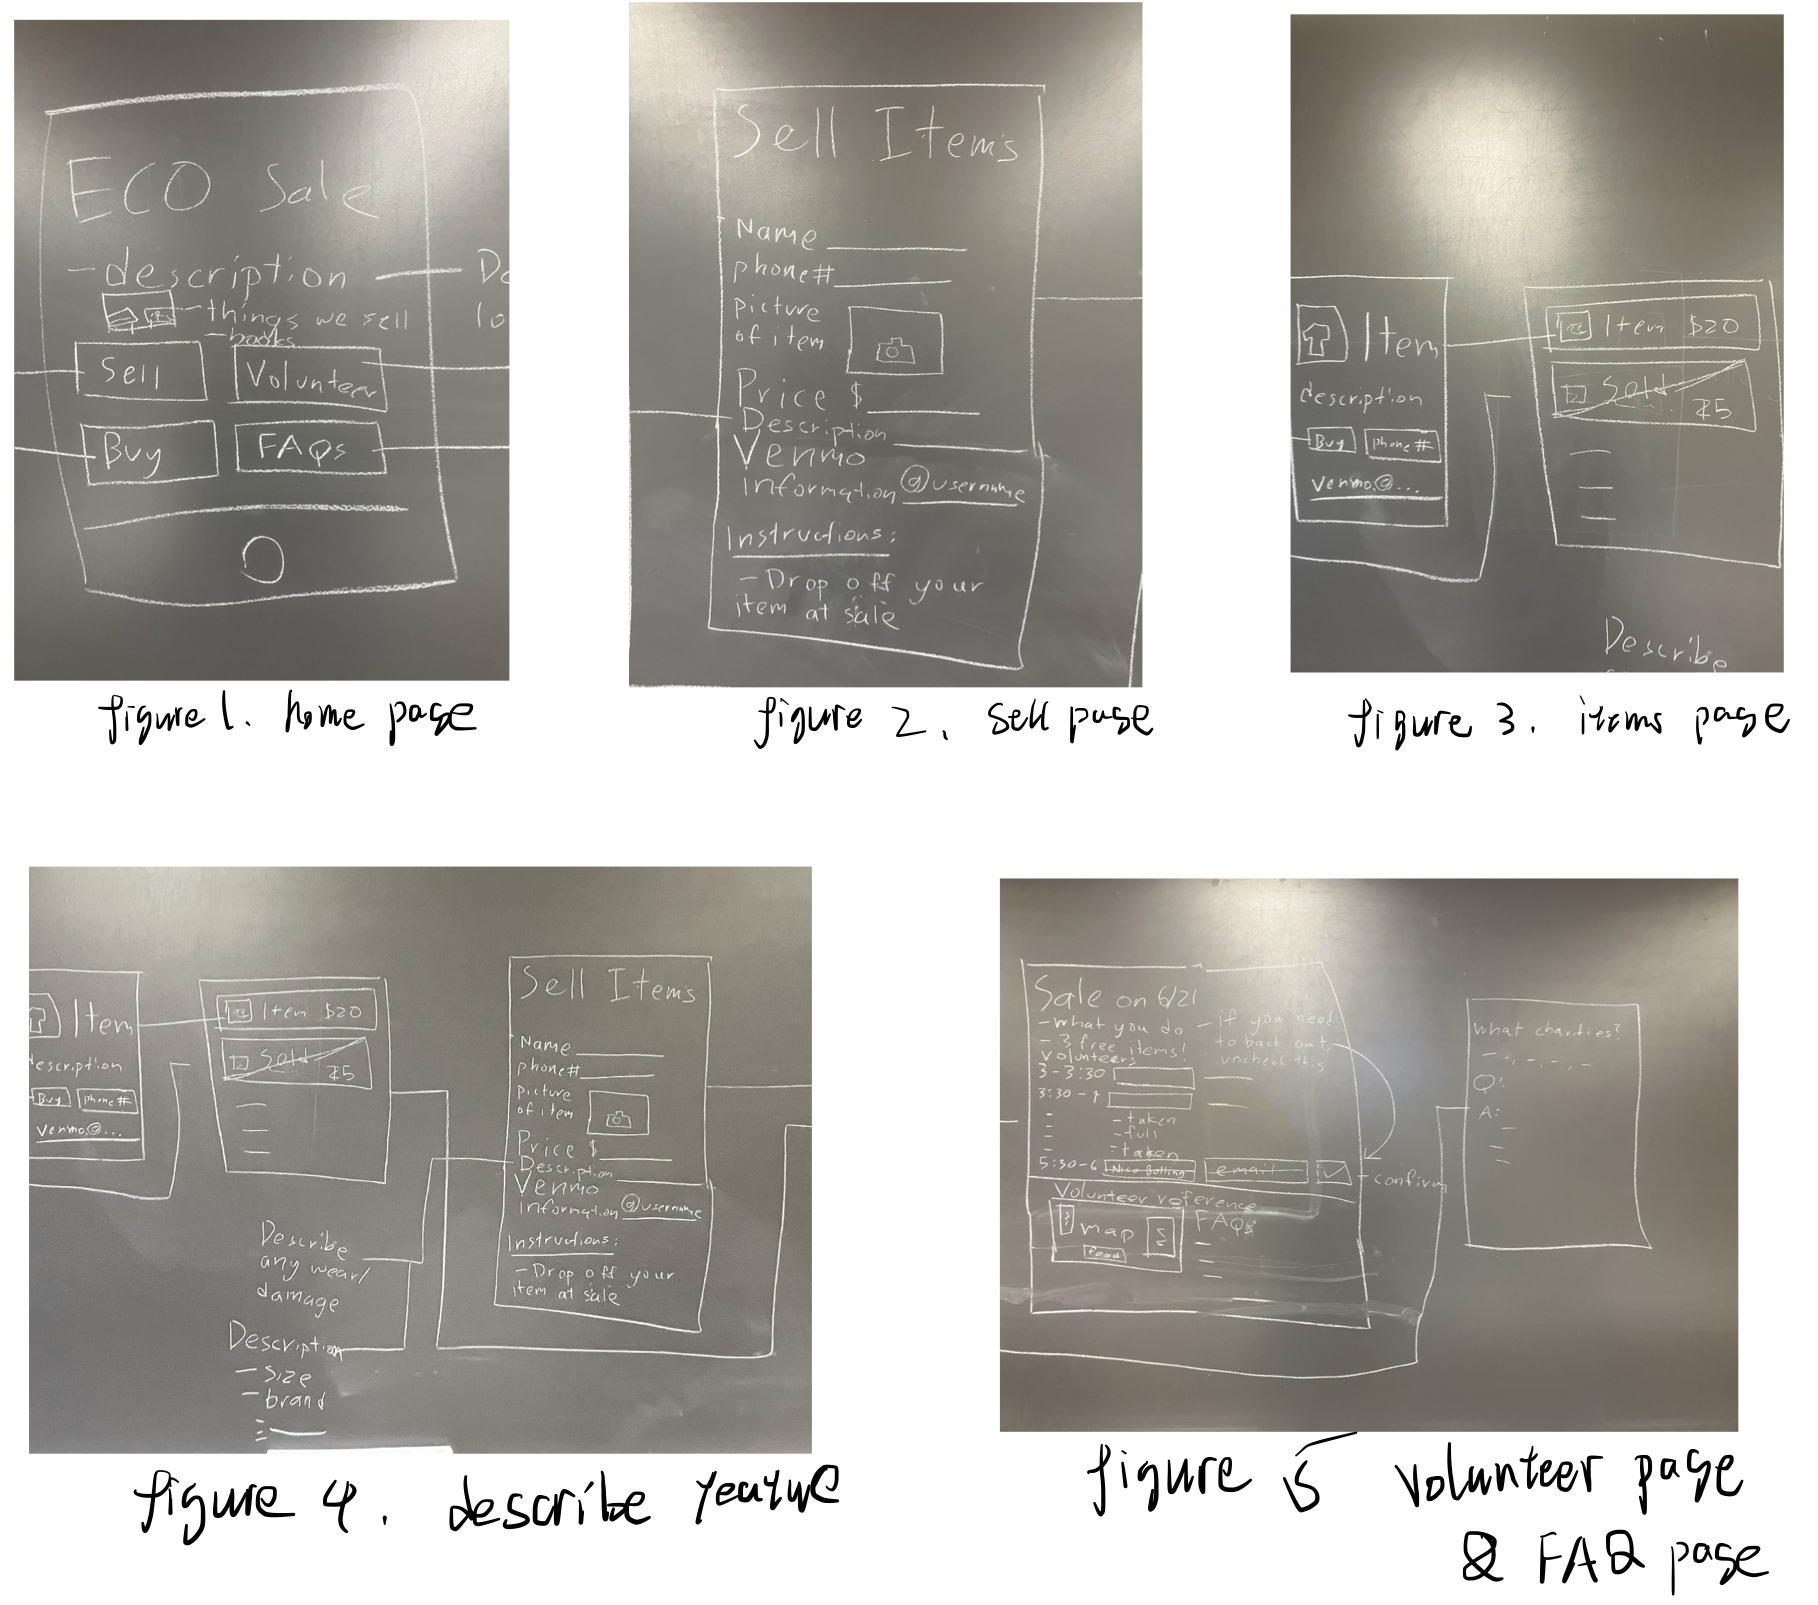 ECO Sale
- description
- things we sell
- books
Sell
Volunteer
Buy
FAQs
figure 1. home page
Sell Items
Name
phone#
picture
of item
Price $
Description
Venmo
Information @username
Instructions:
- Drop off your
item at sale
figure 2. sell page
Item
description
Buy
phone#
Venmo@...
Item $20
Sold
25
Describe
figure 3. items page
Item
description
Buy
phone#
Venmo@...
Item $20
Sold
25
Describe
any wear/
damage
Description
- size
- brand
Sell Items
Name
phone#
picture
of item
Price $
Description
Venmo
information @username
Instructions:
- Drop off your
item at sale
figure 4. describe feature
Sale on 6/21
- what you do
- 3 free items!
- if you need
to back out,
uncheck this
Volunteers
3-3:30
3:30-4
- taken
- full
- taken
5:30-6
email
- confirm
Volunteer reference
map
food
FAQs
what charities?
Q:
A:
figure 5 volunteer page
& FAQ page